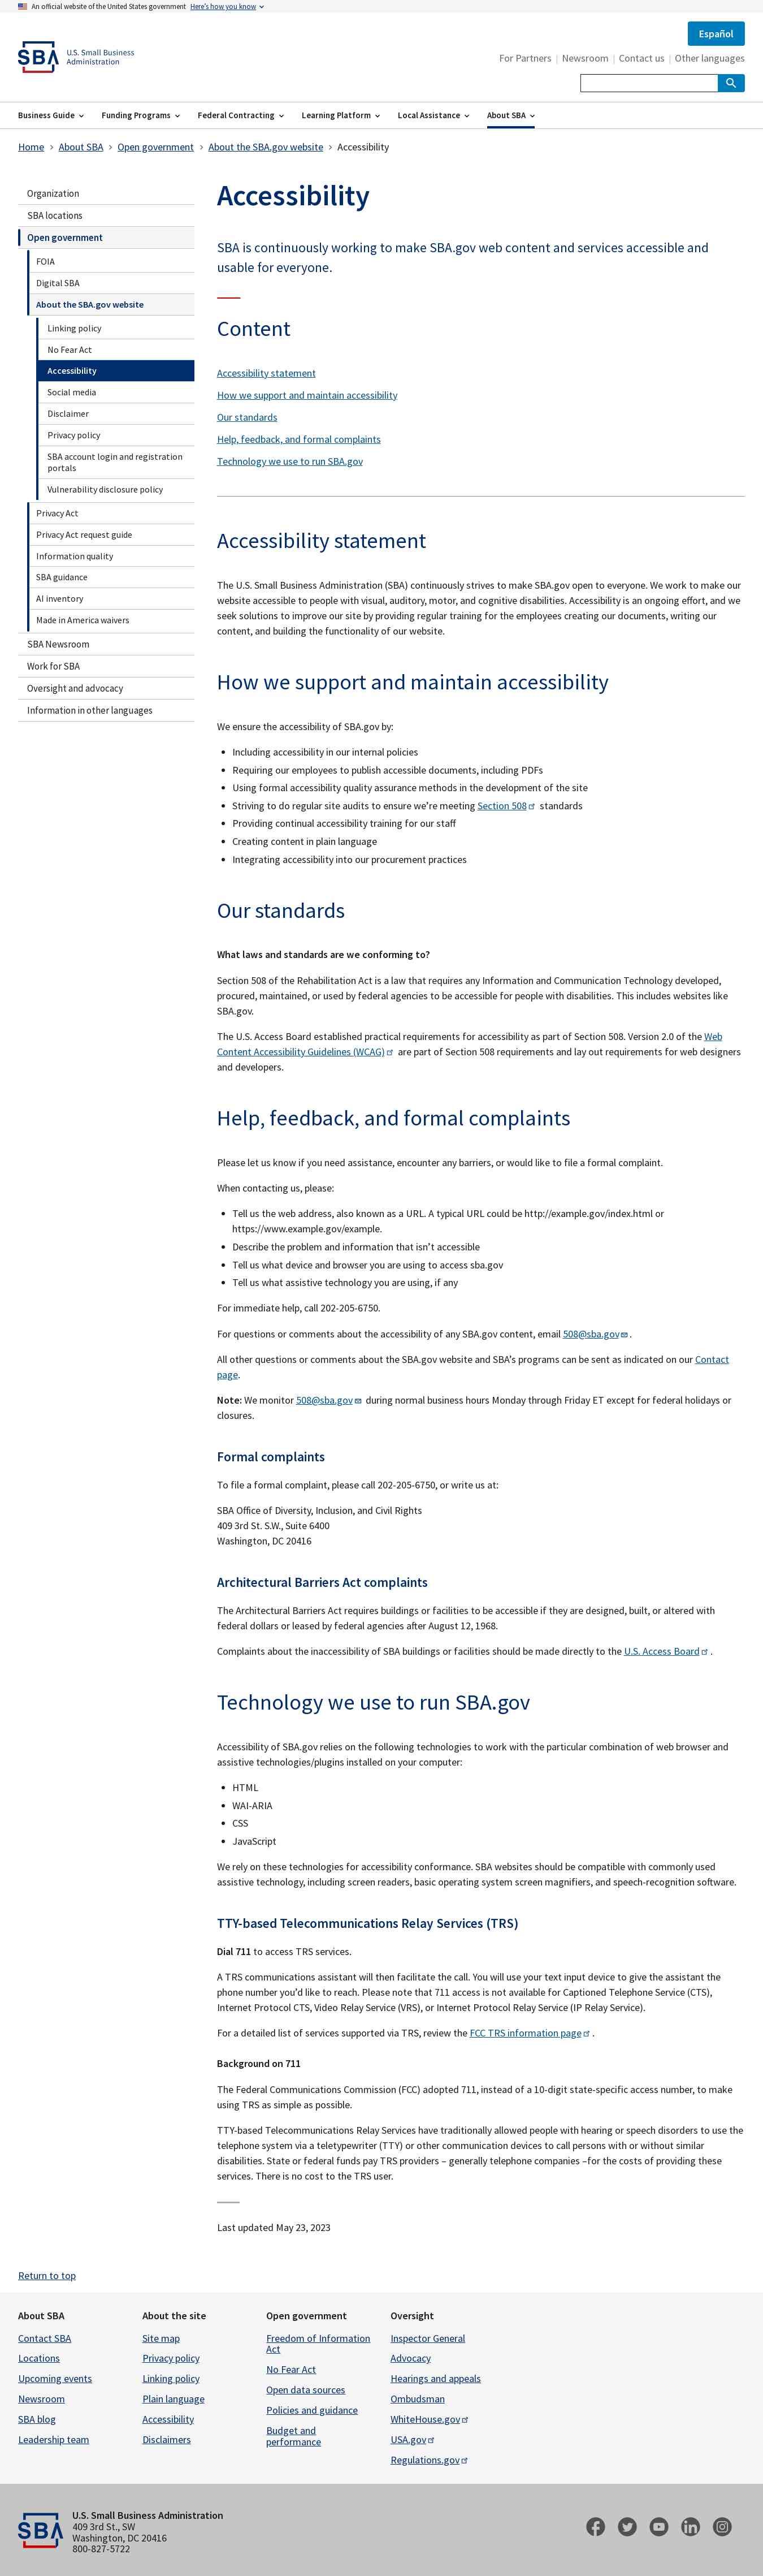 An official website of the United States government Here's how you know
Español
SBA U.S. Small Business
Administration
For Partners | Newsroom | Contact us | Other languages
Business Guide Funding Programs Federal Contracting Learning Platform Local Assistance About SBA
Home > About SBA > Open government > About the SBA.gov website > Accessibility
Organization
SBA locations
Open government
FOIA
Digital SBA
About the SBA.gov website
Linking policy
No Fear Act
Accessibility
Social media
Disclaimer
Privacy policy
SBA account login and registration
portals
Vulnerability disclosure policy
Privacy Act
Privacy Act request guide
Information quality
SBA guidance
AI inventory
Made in America waivers
SBA Newsroom
Work for SBA
Oversight and advocacy
Information in other languages
Accessibility
SBA is continuously working to make SBA.gov web content and services accessible and
usable for everyone.
Content
Accessibility statement
How we support and maintain accessibility
Our standards
Help, feedback, and formal complaints
Technology we use to run SBA.gov
Accessibility statement
The U.S. Small Business Administration (SBA) continuously strives to make SBA.gov open to everyone. We work to make our
website accessible to people with visual, auditory, motor, and cognitive disabilities. Accessibility is an ongoing effort, and we
seek solutions to improve our site by providing regular training for the employees creating our documents, writing our
content, and building the functionality of our website.
How we support and maintain accessibility
We ensure the accessibility of SBA.gov by:
• Including accessibility in our internal policies
• Requiring our employees to publish accessible documents, including PDFs
• Using formal accessibility quality assurance methods in the development of the site
• Striving to do regular site audits to ensure we're meeting Section 508 standards
• Providing continual accessibility training for our staff
• Creating content in plain language
• Integrating accessibility into our procurement practices
Our standards
What laws and standards are we conforming to?
Section 508 of the Rehabilitation Act is a law that requires any Information and Communication Technology developed,
procured, maintained, or used by federal agencies to be accessible for people with disabilities. This includes websites like
SBA.gov.
The U.S. Access Board established practical requirements for accessibility as part of Section 508. Version 2.0 of the Web
Content Accessibility Guidelines (WCAG) are part of Section 508 requirements and lay out requirements for web designers
and developers.
Help, feedback, and formal complaints
Please let us know if you need assistance, encounter any barriers, or would like to file a formal complaint.
When contacting us, please:
• Tell us the web address, also known as a URL. A typical URL could be http://example.gov/index.html or
https://www.example.gov/example.
• Describe the problem and information that isn't accessible
• Tell us what device and browser you are using to access sba.gov
• Tell us what assistive technology you are using, if any
For immediate help, call 202-205-6750.
For questions or comments about the accessibility of any SBA.gov content, email 508@sba.gov .
All other questions or comments about the SBA.gov website and SBA's programs can be sent as indicated on our Contact
page.
Note: We monitor 508@sba.gov during normal business hours Monday through Friday ET except for federal holidays or
closures.
Formal complaints
To file a formal complaint, please call 202-205-6750, or write us at:
SBA Office of Diversity, Inclusion, and Civil Rights
409 3rd St. S.W., Suite 6400
Washington, DC 20416
Architectural Barriers Act complaints
The Architectural Barriers Act requires buildings or facilities to be accessible if they are designed, built, or altered with
federal dollars or leased by federal agencies after August 12, 1968.
Complaints about the inaccessibility of SBA buildings or facilities should be made directly to the U.S. Access Board .
Technology we use to run SBA.gov
Accessibility of SBA.gov relies on the following technologies to work with the particular combination of web browser and
assistive technologies/plugins installed on your computer:
• HTML
• WAI-ARIA
• CSS
• JavaScript
We rely on these technologies for accessibility conformance. SBA websites should be compatible with commonly used
assistive technology, including screen readers, basic operating system screen magnifiers, and speech-recognition software.
TTY-based Telecommunications Relay Services (TRS)
Dial 711 to access TRS services.
A TRS communications assistant will then facilitate the call. You will use your text input device to give the assistant the
phone number you'd like to reach. Please note that 711 access is not available for Captioned Telephone Service (CTS),
Internet Protocol CTS, Video Relay Service (VRS), or Internet Protocol Relay Service (IP Relay Service).
For a detailed list of services supported via TRS, review the FCC TRS information page .
Background on 711
The Federal Communications Commission (FCC) adopted 711, instead of a 10-digit state-specific access number, to make
using TRS as simple as possible.
TTY-based Telecommunications Relay Services have traditionally allowed people with hearing or speech disorders to use the
telephone system via a teletypewriter (TTY) or other communication devices to call persons with or without similar
disabilities. State or federal funds pay TRS providers – generally telephone companies –for the costs of providing these
services. There is no cost to the TRS user.
Last updated May 23, 2023
Return to top
About SBA
Contact SBA
Locations
Upcoming events
Newsroom
SBA blog
Leadership team
About the site
Site map
Privacy policy
Linking policy
Plain language
Accessibility
Disclaimers
Open government
Freedom of Information
Act
No Fear Act
Open data sources
Policies and guidance
Budget and
performance
Oversight
Inspector General
Advocacy
Hearings and appeals
Ombudsman
WhiteHouse.gov
USA.gov
Regulations.gov
SBA
U.S. Small Business Administration
409 3rd St., SW
Washington, DC 20416
800-827-5722